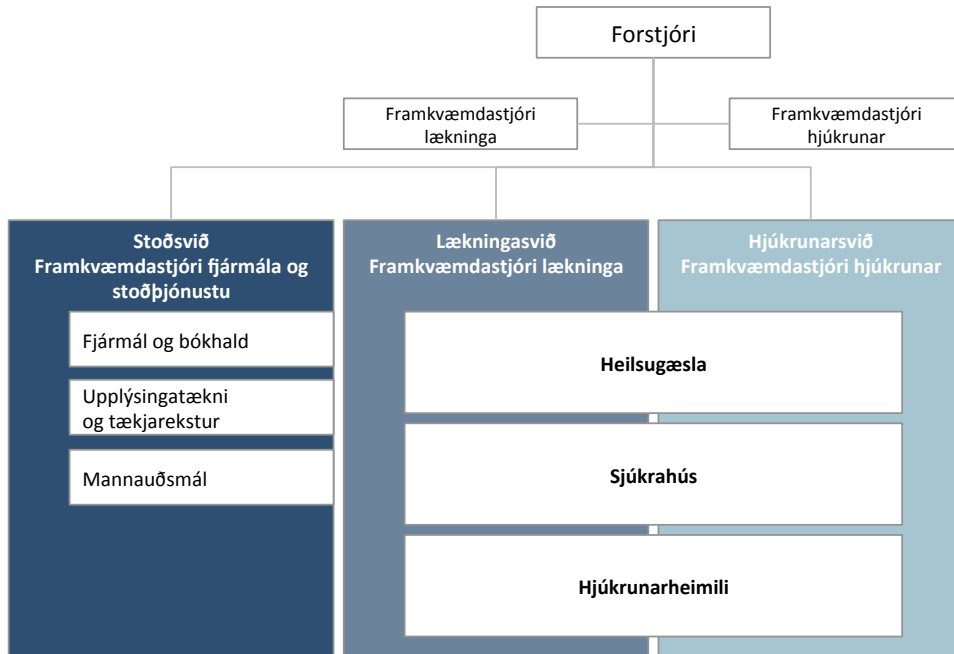 Forstjóri
Framkvæmdastjóri
lækninga
Framkvæmdastjóri
hjúkrunar
Stoðsvið
Framkvæmdastjóri fjármála og
stoðþjónustu
Lækningasvið
Framkvæmdastjóri lækninga
Hjúkrunarsvið
Framkvæmdastjóri hjúkrunar
Fjármál og bókhald
Upplýsingatækni
og tækjarekstur
Mannauðsmál
Heilsugæsla
Sjúkrahús
Hjúkrunarheimili